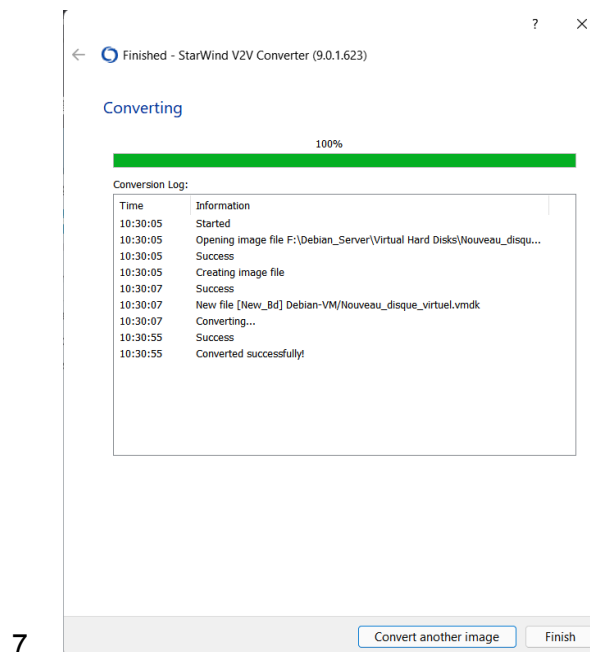 ?
Finished - StarWind V2V Converter (9.0.1.623)
Converting
100%
Conversion Log:
Time Information
10:30:05 Started
10:30:05 Opening image file F:\Debian_Server\Virtual Hard Disks\Nouveau_disqu...
10:30:05 Success
10:30:05 Creating image file
10:30:07 Success
10:30:07 New file [New_Bd] Debian-VM/Nouveau_disque_virtuel.vmdk
10:30:07 Converting...
10:30:55 Success
10:30:55 Converted successfully!
Convert another image Finish
7